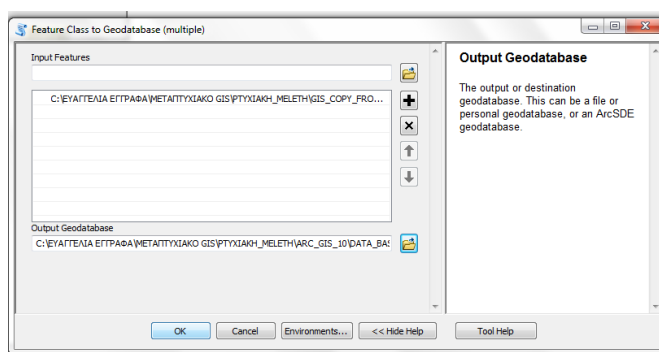 Feature Class to Geodatabase (multiple)
Input Features
C:\ΕΥΑΓΓΕΛΙΑ ΕΓΓΡΑΦΑ\ΜΕΤΑΠΤΥΧΙΑΚΟ GIS\PTYXIAKH_MELETH\GIS_COPY_FRO...
Output Geodatabase
C:\ΕΥΑΓΓΕΛΙΑ ΕΓΓΡΑΦΑ\ΜΕΤΑΠΤΥΧΙΑΚΟ GIS\PTYXIAKH_MELETH\ARC_GIS_10\DATA_BAS
Output Geodatabase
The output or destination
geodatabase. This can be a file or
personal geodatabase, or an ArcSDE
geodatabase.
OK Cancel Environments... << Hide Help Tool Help